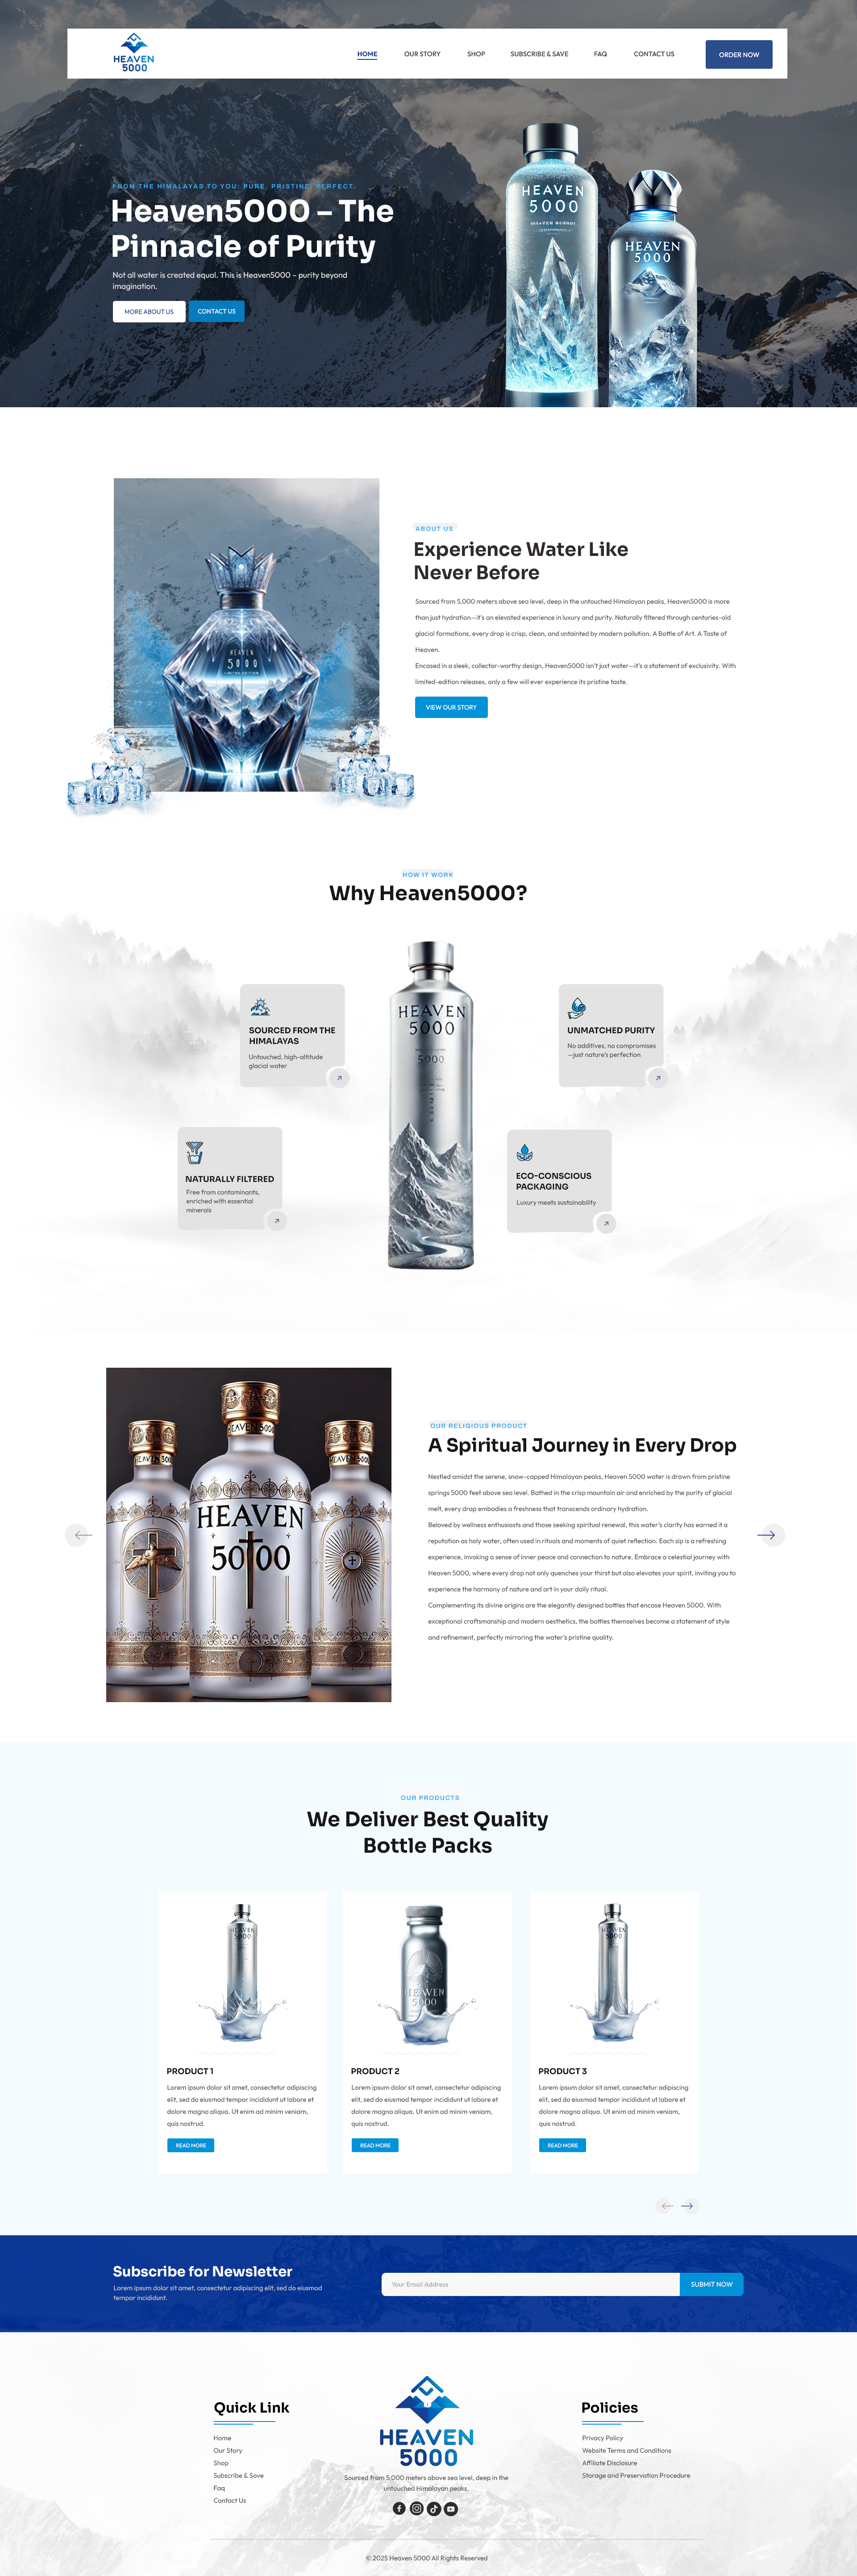 HEAVEN
5000
HOME
OUR STORY
SHOP
SUBSCRIBE & SAVE
FAQ
CONTACT US
ORDER NOW
FROM THE HIMALAYAS TO YOU: PURE. PRISTINE. PERFECT.
Heaven5000 – The
Pinnacle of Purity
Not all water is created equal. This is Heaven5000 – purity beyond
imagination.
MORE ABOUT US
CONTACT US
HEAVEN
5000
HEAVEN
5000
HEAVEN
5000
LIMITED EDITION
ABOUT US
Experience Water Like
Never Before
Sourced from 5,000 meters above sea level, deep in the untouched Himalayan peaks, Heaven5000 is more
than just hydration—it's an elevated experience in luxury and purity. Naturally filtered through centuries-old
glacial formations, every drop is crisp, clean, and untainted by modern pollution. A Bottle of Art. A Taste of
Heaven.
Encased in a sleek, collector-worthy design, Heaven5000 isn't just water—it's a statement of exclusivity. With
limited-edition releases, only a few will ever experience its pristine taste.
VIEW OUR STORY
HOW IT WORK
Why Heaven5000?
SOURCED FROM THE
HIMALAYAS
Untouched, high-altitude
glacial water
HEAVEN
5000
5000
UNMATCHED PURITY
No additives, no compromises
—just nature's perfection
NATURALLY FILTERED
Free from contaminants,
enriched with essential
minerals
ECO-CONSCIOUS
PACKAGING
Luxury meets sustainability
HEAVEN 5000
HEAVEN
5000
OUR RELIGIOUS PRODUCT
A Spiritual Journey in Every Drop
Nestled amidst the serene, snow-capped Himalayan peaks, Heaven 5000 water is drawn from pristine
springs 5000 feet above sea level. Bathed in the crisp mountain air and enriched by the purity of glacial
melt, every drop embodies a freshness that transcends ordinary hydration.
Beloved by wellness enthusiasts and those seeking spiritual renewal, this water's clarity has earned it a
reputation as holy water, often used in rituals and moments of quiet reflection. Each sip is a refreshing
experience, invoking a sense of inner peace and connection to nature. Embrace a celestial journey with
Heaven 5000, where every drop not only quenches your thirst but also elevates your spirit, inviting you to
experience the harmony of nature and art in your daily ritual.
Complementing its divine origins are the elegantly designed bottles that encase Heaven 5000. With
exceptional craftsmanship and modern aesthetics, the bottles themselves become a statement of style
and refinement, perfectly mirroring the water's pristine quality.
OUR PRODUCTS
We Deliver Best Quality
Bottle Packs
HEAVEN
5000
HEAVEN
5000
HEAVEN
5000
PRODUCT 1
Lorem ipsum dolor sit amet, consectetur adipiscing
elit, sed do eiusmod tempor incididunt ut labore et
dolore magna aliqua. Ut enim ad minim veniam,
quis nostrud.
READ MORE
PRODUCT 2
Lorem ipsum dolor sit amet, consectetur adipiscing
elit, sed do eiusmod tempor incididunt ut labore et
dolore magna aliqua. Ut enim ad minim veniam,
quis nostrud.
READ MORE
PRODUCT 3
Lorem ipsum dolor sit amet, consectetur adipiscing
elit, sed do eiusmod tempor incididunt ut labore et
dolore magna aliqua. Ut enim ad minim veniam,
quis nostrud.
READ MORE
Subscribe for Newsletter
Lorem ipsum dolor sit amet, consectetur adipiscing elit, sed do eiusmod
tempor incididunt.
Your Email Address
SUBMIT NOW
Quick Link
Home
Our Story
Shop
Subscribe & Save
Faq
Contact Us
HEAVEN
5000
Sourced from 5,000 meters above sea level, deep in the
untouched Himalayan peaks.
Policies
Privacy Policy
Website Terms and Conditions
Affiliate Disclosure
Storage and Preservation Procedure
© 2025 Heaven 5000 All Rights Reserved